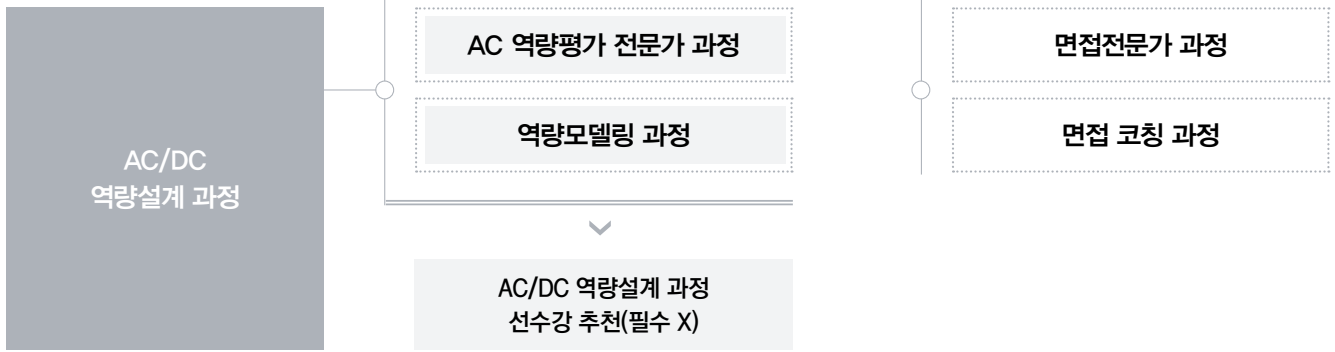 AC/DC
역량설계 과정
AC 역량평가 전문가 과정
역량모델링 과정
AC/DC 역량설계 과정
선수강 추천(필수 X)
면접전문가 과정
면접 코칭 과정